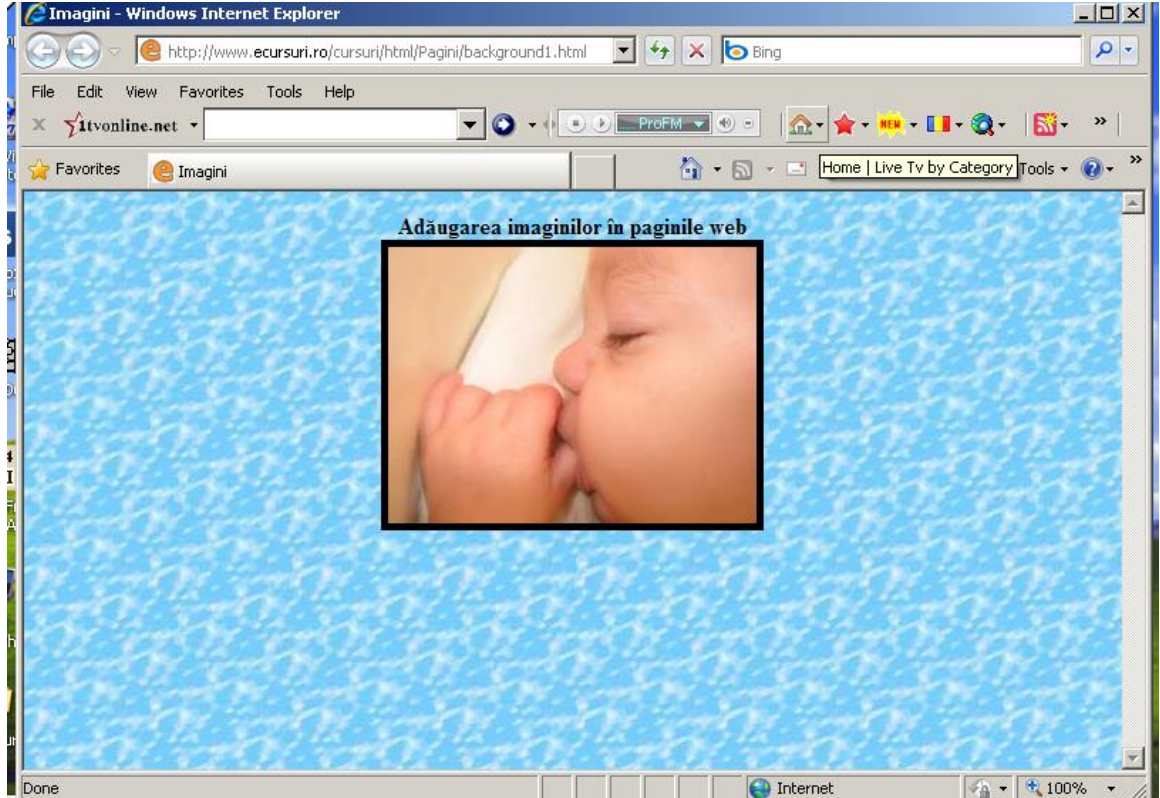 Imagini - Windows Internet Explorer
http://www.ecursuri.ro/cursuri/html/Pagini/background1.html
Bing
File Edit View Favorites Tools Help
1tvonline.net
ProFM
NEW
Favorites
Imagini
Home | Live Tv by Category
Tools
Adăugarea imaginilor în paginile web
Done
Internet
100%